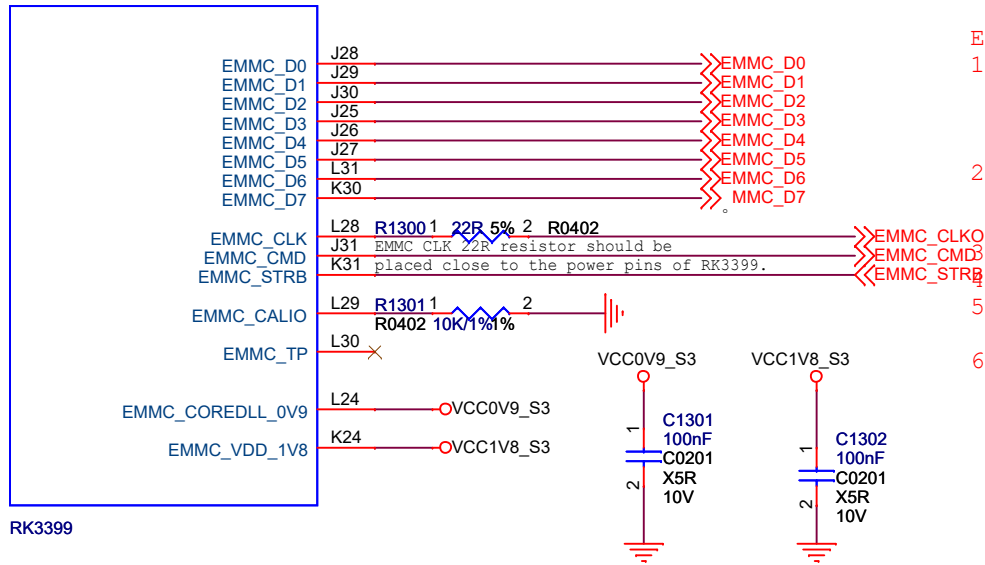 J28
EMMC_D0
EMMC_D0
J29
EMMC_D1
EMMC_D1
J30
EMMC_D2
EMMC_D2
J25
EMMC_D3
EMMC_D3
J26
EMMC_D4
EMMC_D4
J27
EMMC_D5
EMMC_D5
L31
EMMC_D6
EMMC_D6
K30
EMMC_D7
MMC_D7
E
1
2
3
4
5
6
L28
EMMC_CLK
R1300 1 22R 5% 2 R0402
EMMC_CLKO
J31
EMMC_CMD
EMMC_CMD
K31
EMMC_STRB
EMMC_STRB
EMMC CLK 22R resistor should be
placed close to the power pins of RK3399.
L29
EMMC_CALIO
R1301 1 2
R0402 10K/1% 1%
L30
EMMC_TP
L24
EMMC_COREDLL_0V9
VCC0V9_S3
K24
EMMC_VDD_1V8
VCC1V8_S3
RK3399
VCC0V9_S3
1
2
C1301
100nF
C0201
X5R
10V
VCC1V8_S3
1
2
C1302
100nF
C0201
X5R
10V